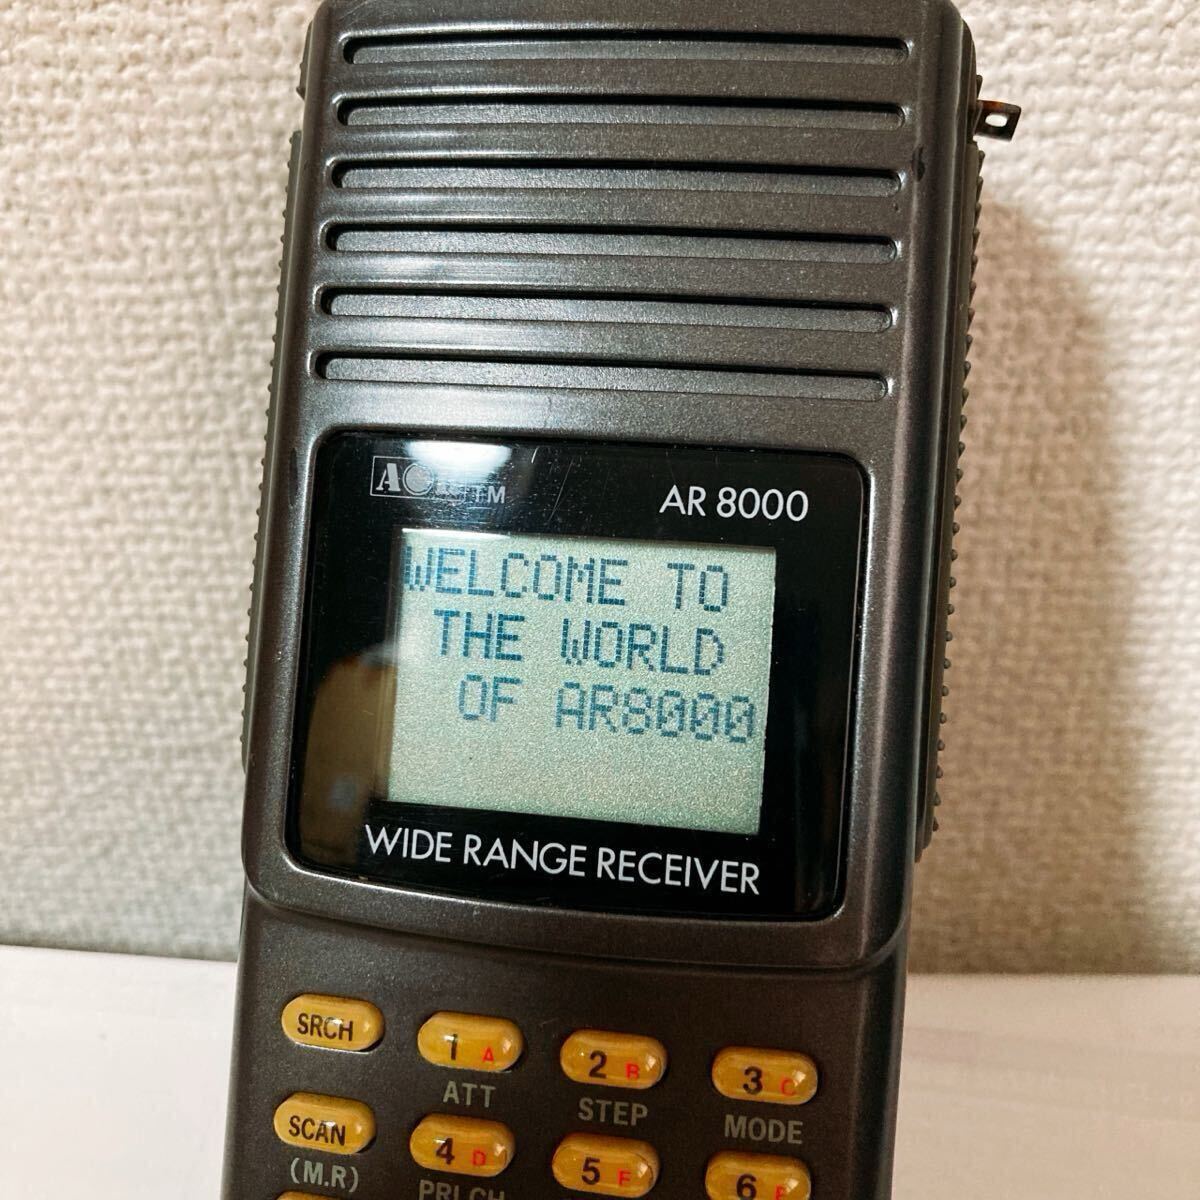 AR 8000
WELCOME TO
THE WORLD
OF AR8000
WIDE RANGE RECEIVER
SRCH
1 A
2 B
3 C
ATT
STEP
MODE
SCAN
4 D
5
6
(M.R)